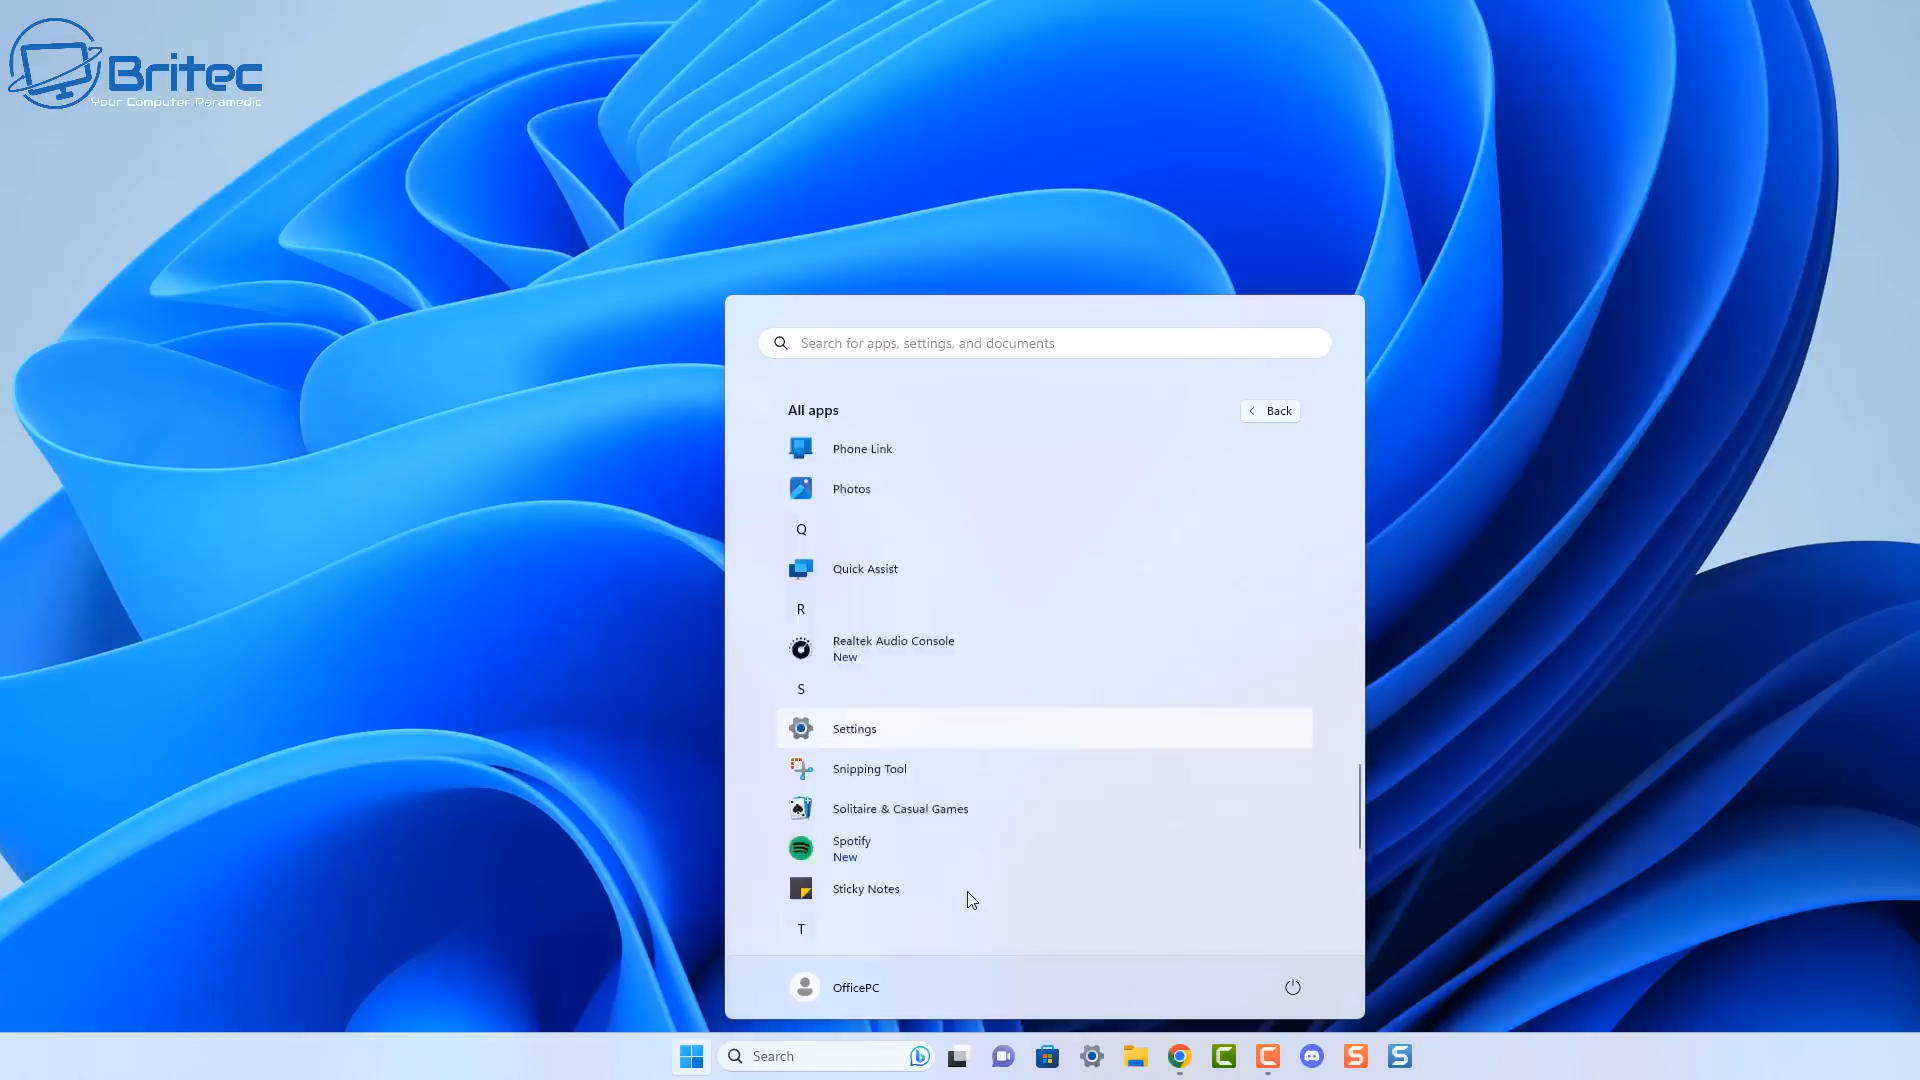 Britec
Your Computer Paramedic
Search for apps, settings, and documents
All apps
Back
Phone Link
Photos
Q
Quick Assist
R
Realtek Audio Console
New
S
Settings
Snipping Tool
Solitaire & Casual Games
Spotify
New
Sticky Notes
T
OfficePC
Search